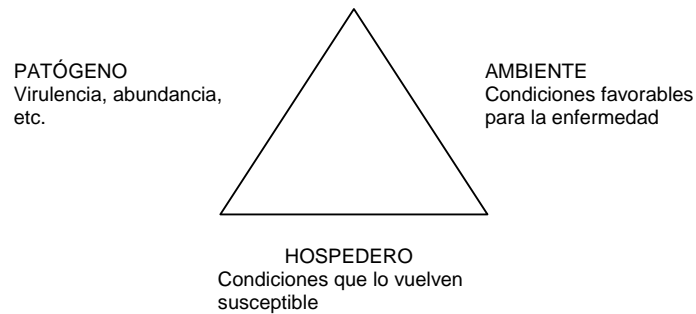 PATÓGENO
Virulencia, abundancia,
etc.
AMBIENTE
Condiciones favorables
para la enfermedad
HOSPEDERO
Condiciones que lo vuelven
susceptible